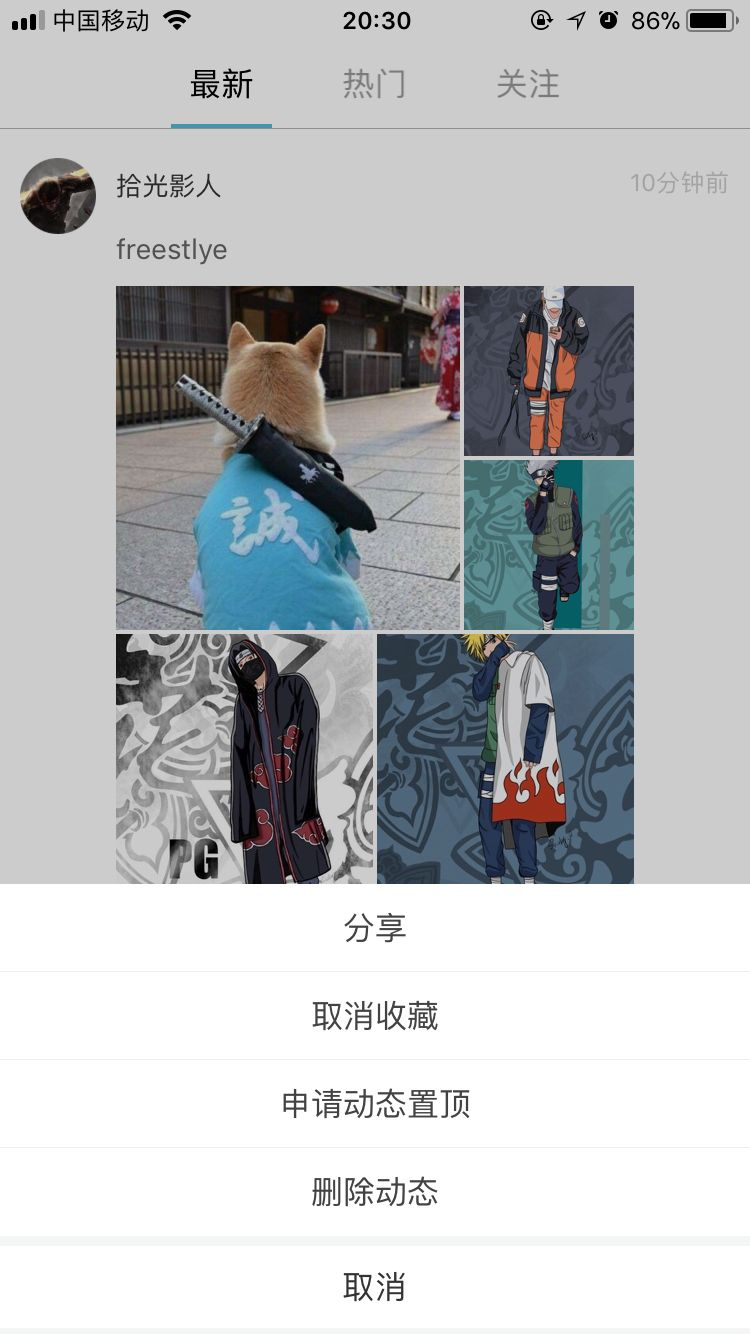 中国移动 20:30 86%
最新 热门 关注
拾光影人 10分钟前
freestlye
誠
PG
分享
取消收藏
申请动态置顶
删除动态
取消